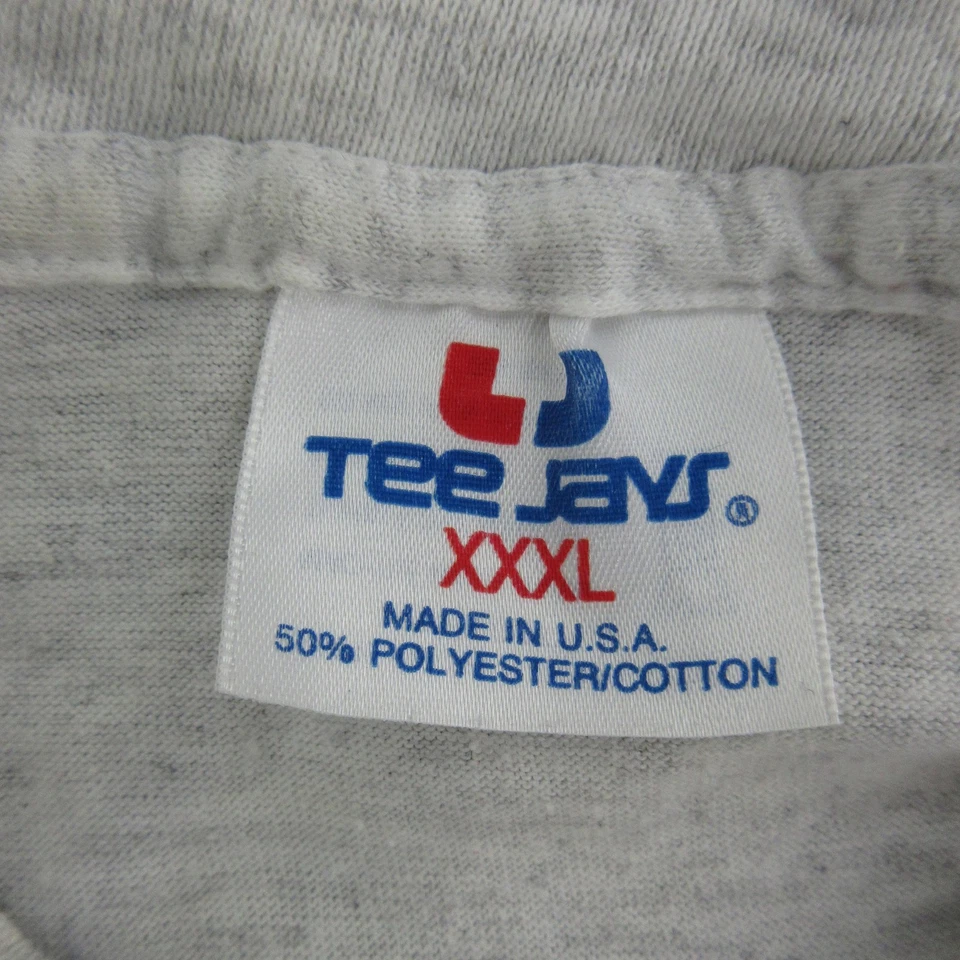 TEE JAYS ®
XXXL
MADE IN U.S.A.
50% POLYESTER/COTTON